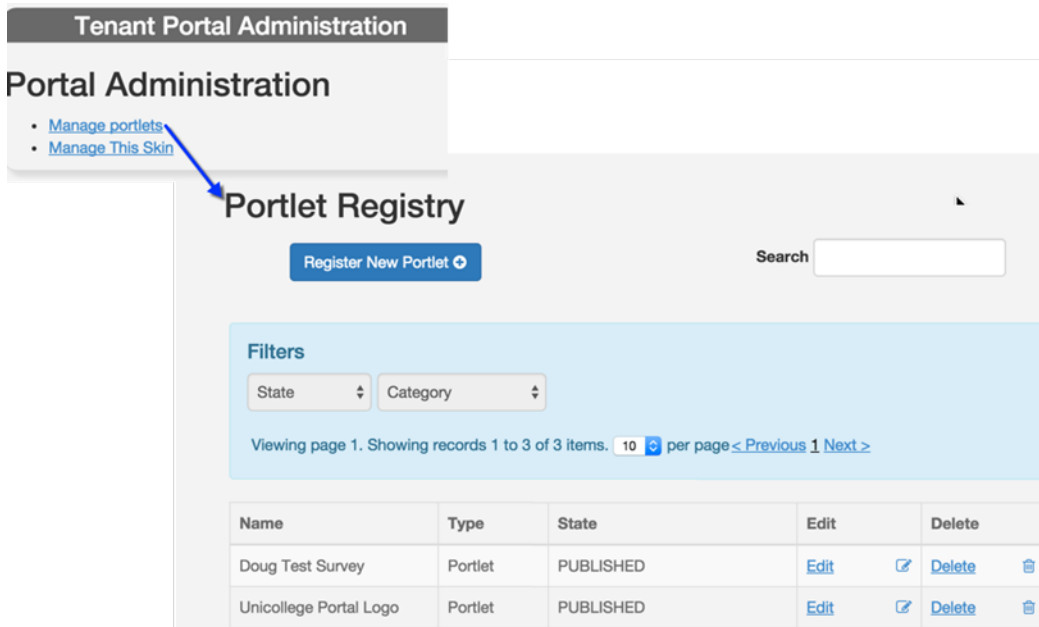 Tenant Portal Administration
Portal Administration
• Manage portlets
• Manage This Skin
Portlet Registry
Register New Portlet
Search
Filters
State Category
Viewing page 1. Showing records 1 to 3 of 3 items. 10 per page < Previous 1 Next >
Name Type State Edit Delete
Doug Test Survey Portlet PUBLISHED Edit Delete
Unicollege Portal Logo Portlet PUBLISHED Edit Delete